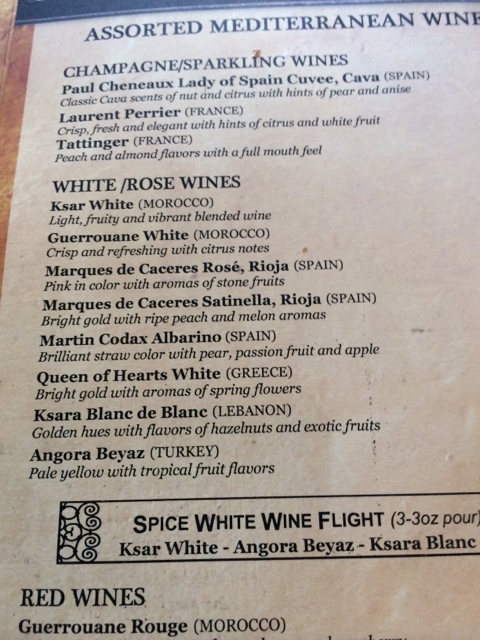 ASSORTED MEDITERRANEAN WINE
CHAMPAGNE/SPARKLING WINES
Paul Cheneaux Lady of Spain Cuvee, Cava (SPAIN)
Classic Cava scents of nut and citrus with hints of pear and anise
Laurent Perrier (FRANCE)
Crisp, fresh and elegant with hints of citrus and white fruit
Tattinger (FRANCE)
Peach and almond flavors with a full mouth feel
WHITE /ROSE WINES
Ksar White (MOROCCO)
Light, fruity and vibrant blended wine
Guerrouane White (MOROCCO)
Crisp and refreshing with citrus notes
Marques de Caceres Rosé, Rioja (SPAIN)
Pink in color with aromas of stone fruits
Marques de Caceres Satinella, Rioja (SPAIN)
Bright gold with ripe peach and melon aromas
Martin Codax Albarino (SPAIN)
Brilliant straw color with pear, passion fruit and apple
Queen of Hearts White (GREECE)
Bright gold with aromas of spring flowers
Ksara Blanc de Blanc (LEBANON)
Golden hues with flavors of hazelnuts and exotic fruits
Angora Beyaz (TURKEY)
Pale yellow with tropical fruit flavors
SPICE WHITE WINE FLIGHT (3-3oz pour)
Ksar White - Angora Beyaz - Ksara Blanc
RED WINES
Guerrouane Rouge (MOROCCO)